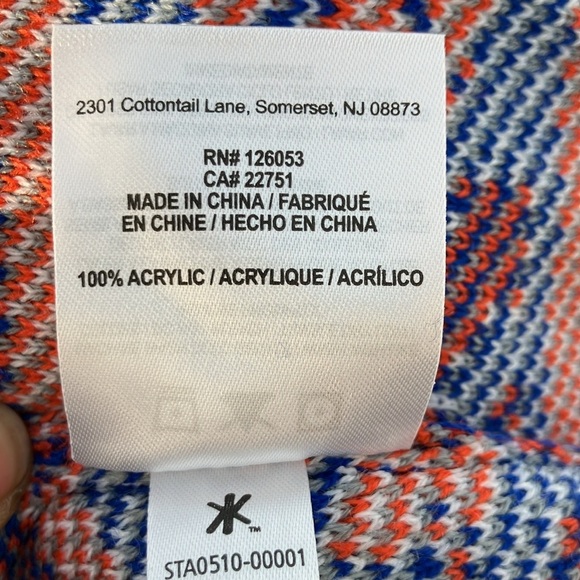 2301 Cottontail Lane, Somerset, NJ 08873
RN# 126053
CA# 22751
MADE IN CHINA / FABRIQUÉ
EN CHINE / HECHO EN CHINA
100% ACRYLIC / ACRYLIQUE / ACRÍLICO
TM
STA0510-00001